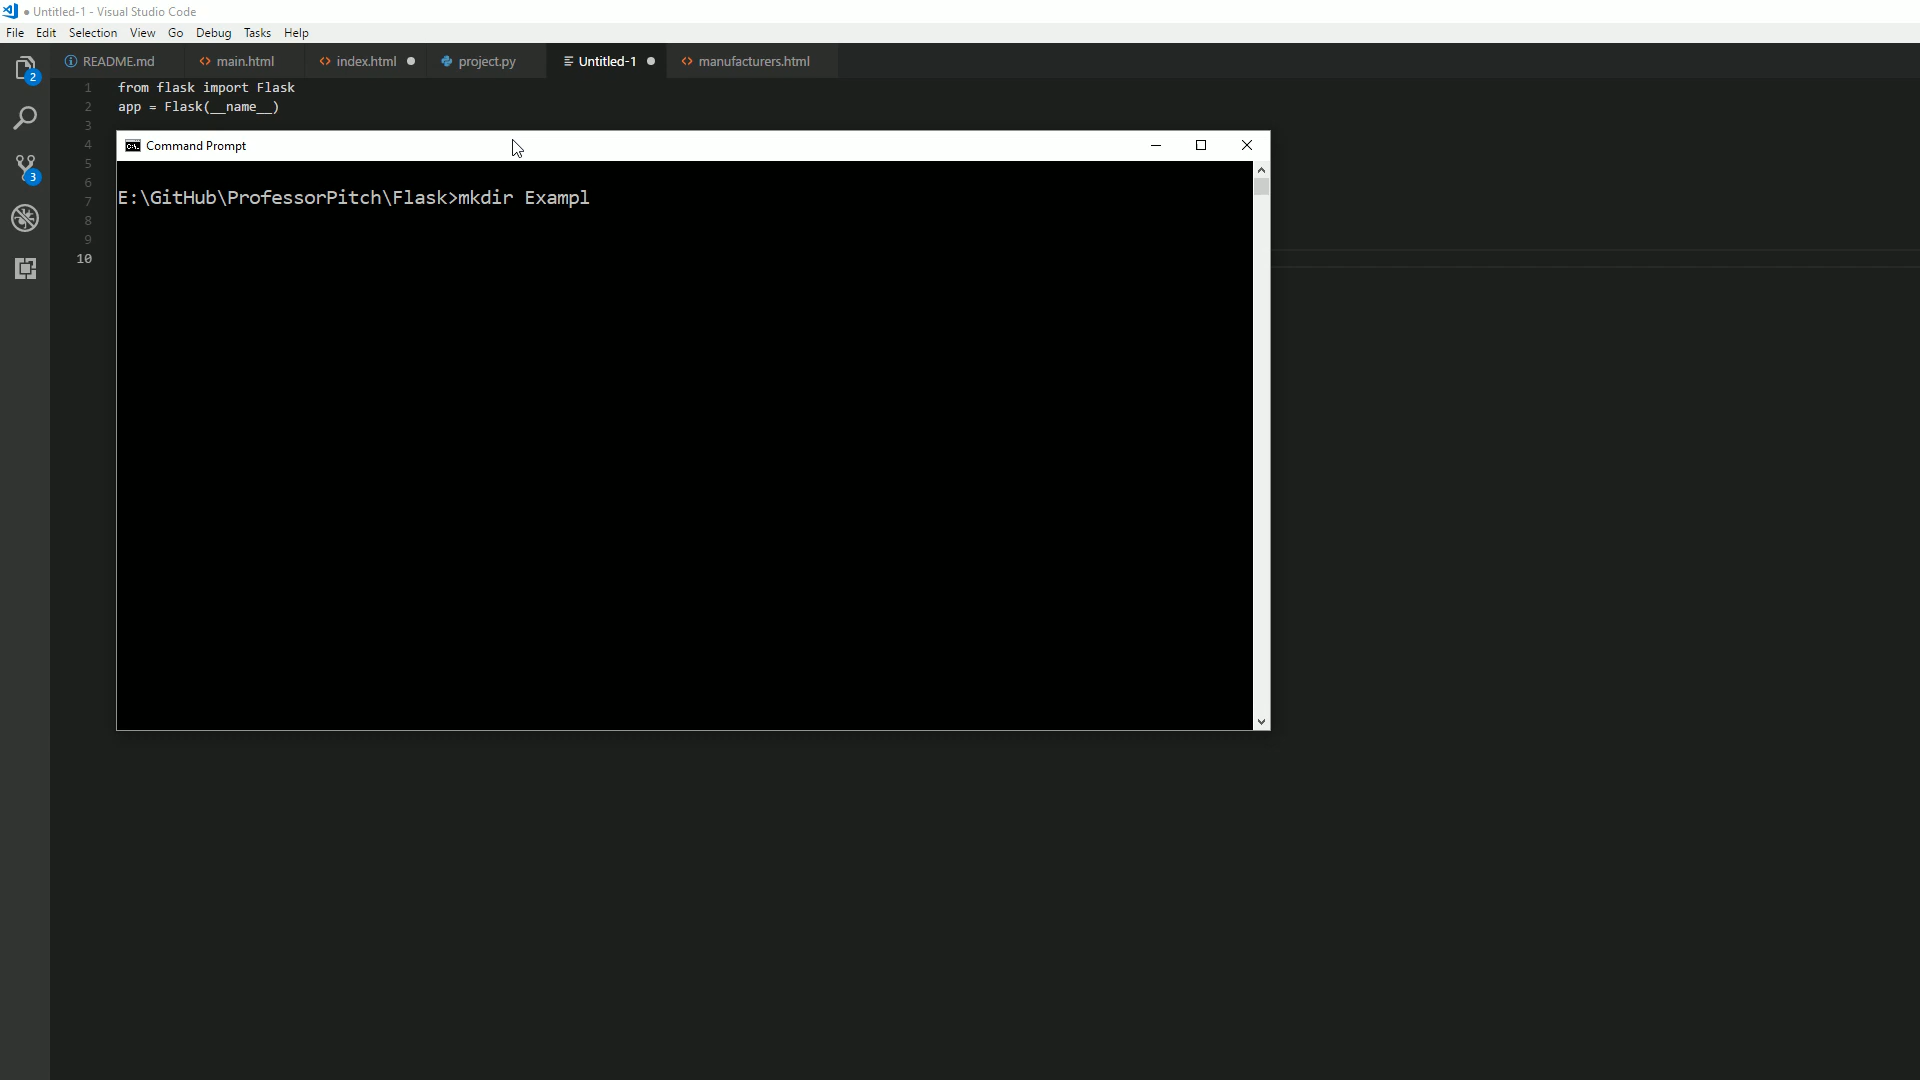 ● Untitled-1 - Visual Studio Code
File Edit Selection View Go Debug Tasks Help
README.md main.html index.html project.py Untitled-1 manufacturers.html
2
3
1 from flask import Flask
2 app = Flask(__name__)
3
4
5
6
7
8
9
10
Command Prompt
E:\GitHub\ProfessorPitch\Flask>mkdir Exampl